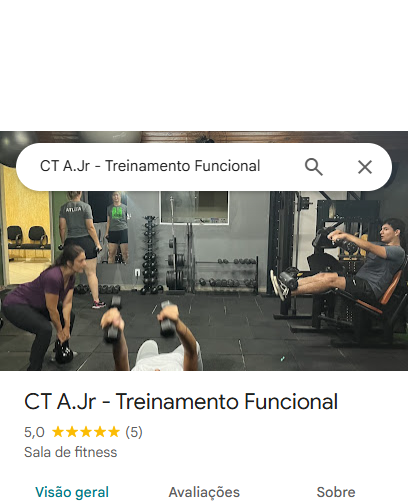 CT A.Jr - Treinamento Funcional
CT A.Jr - Treinamento Funcional
5,0 (5)
Sala de fitness
Visão geral
Avaliações
Sobre